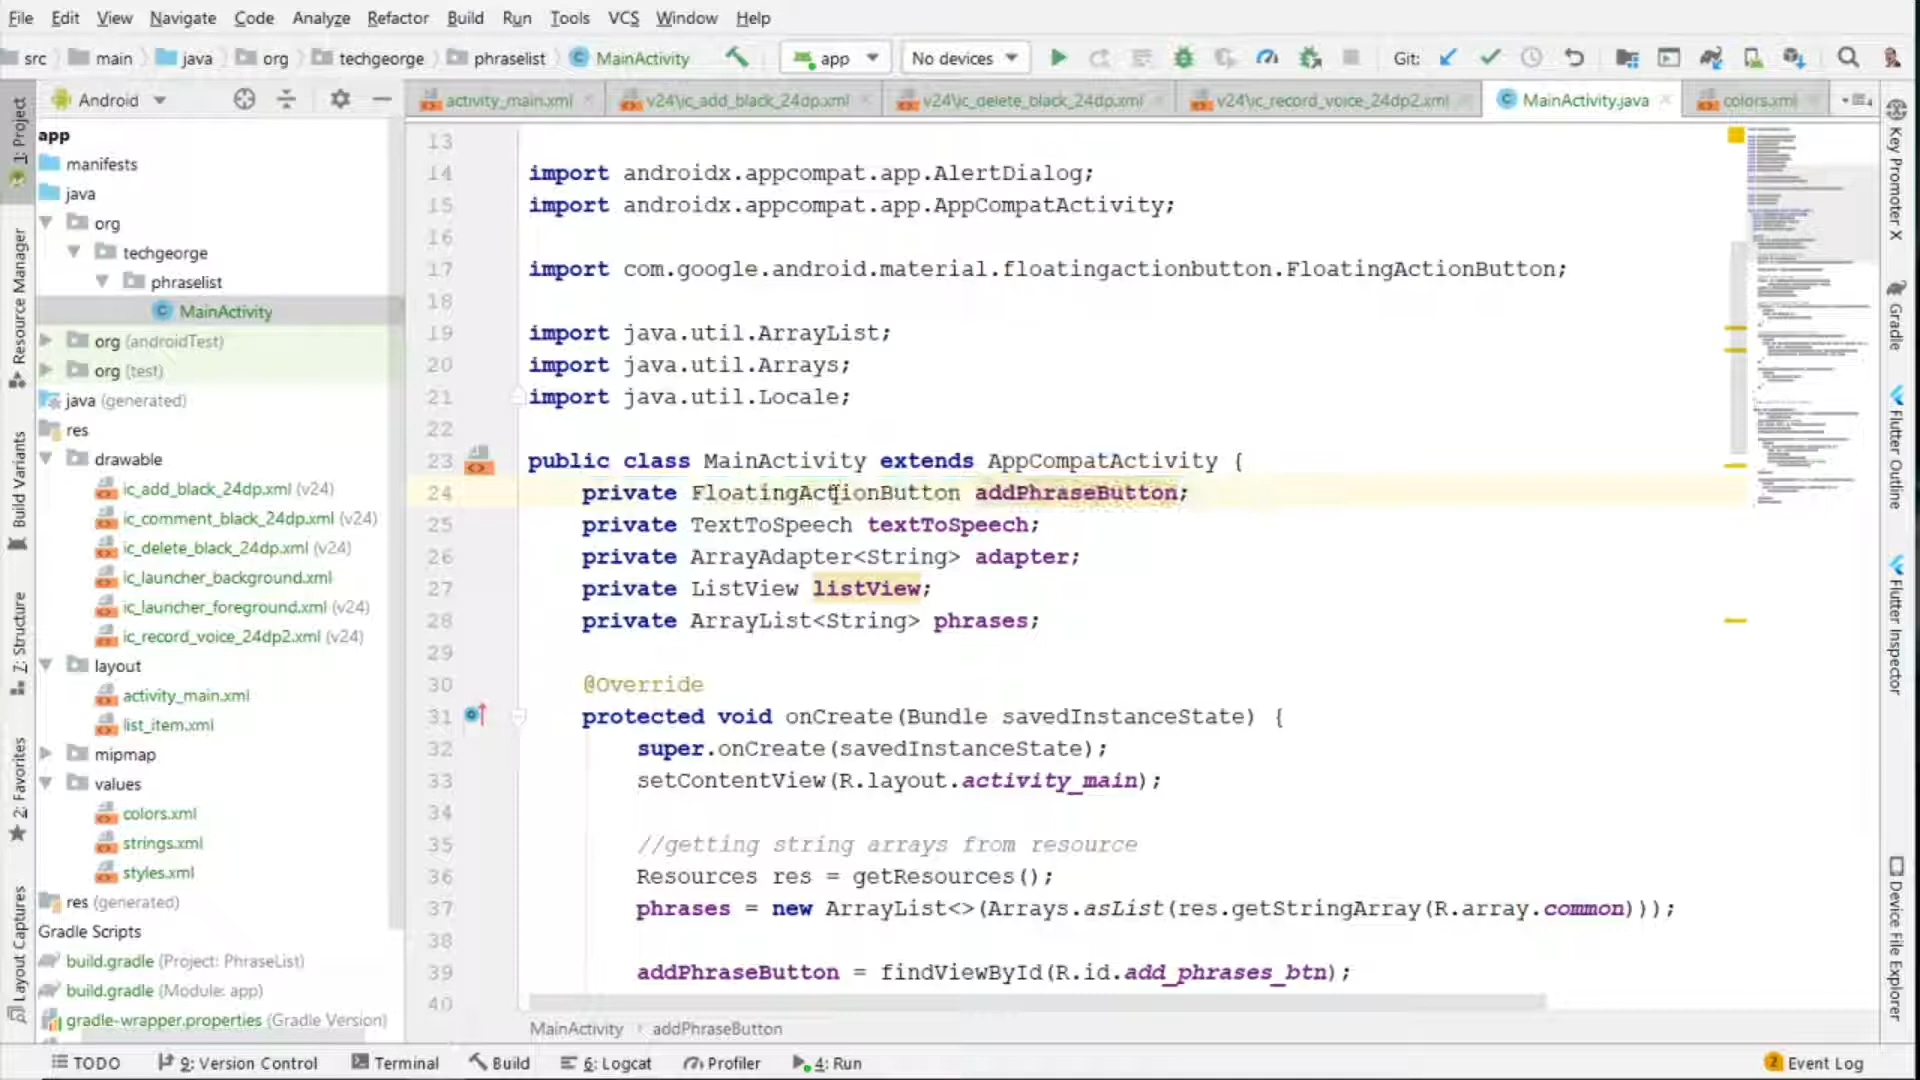 File Edit View Navigate Code Analyze Refactor Build Run Tools VCS Window Help
src main java org techgeorge phraselist MainActivity app No devices Git:
Android
activity_main.xml v24\ic_add_black_24dp.xml v24\ic_delete_black_24dp.xml v24\ic_record_voice_24dp2.xml MainActivity.java colors.xml
1: Project
Resource Manager
Build Variants
7: Structure
2: Favorites
Layout Captures
app
manifests
java
org
techgeorge
phraselist
MainActivity
org (androidTest)
org (test)
java (generated)
res
drawable
ic_add_black_24dp.xml (v24)
ic_comment_black_24dp.xml (v24)
ic_delete_black_24dp.xml (v24)
ic_launcher_background.xml
ic_launcher_foreground.xml (v24)
ic_record_voice_24dp2.xml (v24)
layout
activity_main.xml
list_item.xml
mipmap
values
colors.xml
strings.xml
styles.xml
res (generated)
Gradle Scripts
build.gradle (Project: PhraseList)
build.gradle (Module: app)
gradle-wrapper.properties (Gradle Version)
13
14 import androidx.appcompat.app.AlertDialog;
15 import androidx.appcompat.app.AppCompatActivity;
16
17 import com.google.android.material.floatingactionbutton.FloatingActionButton;
18
19 import java.util.ArrayList;
20 import java.util.Arrays;
21 import java.util.Locale;
22
23 public class MainActivity extends AppCompatActivity {
24 private FloatingActionButton addPhraseButton;
25 private TextToSpeech textToSpeech;
26 private ArrayAdapter<String> adapter;
27 private ListView listView;
28 private ArrayList<String> phrases;
29
30 @Override
31 protected void onCreate(Bundle savedInstanceState) {
32 super.onCreate(savedInstanceState);
33 setContentView(R.layout.activity_main);
34
35 //getting string arrays from resource
36 Resources res = getResources();
37 phrases = new ArrayList<>(Arrays.asList(res.getStringArray(R.array.common)));
38
39 addPhraseButton = findViewById(R.id.add_phrases_btn);
40
MainActivity addPhraseButton
Key Promoter X
Gradle
Flutter Outline
Flutter Inspector
Device File Explorer
TODO 9: Version Control Terminal Build 6: Logcat Profiler 4: Run 2 Event Log